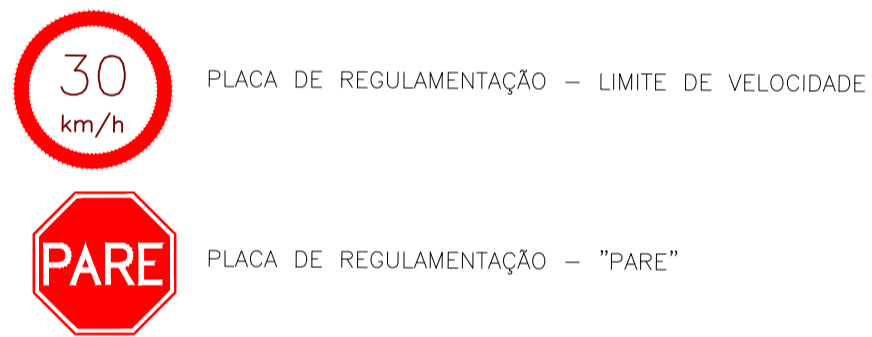 30
km/h
PLACA DE REGULAMENTAÇÃO – LIMITE DE VELOCIDADE
PARE
PLACA DE REGULAMENTAÇÃO – "PARE"